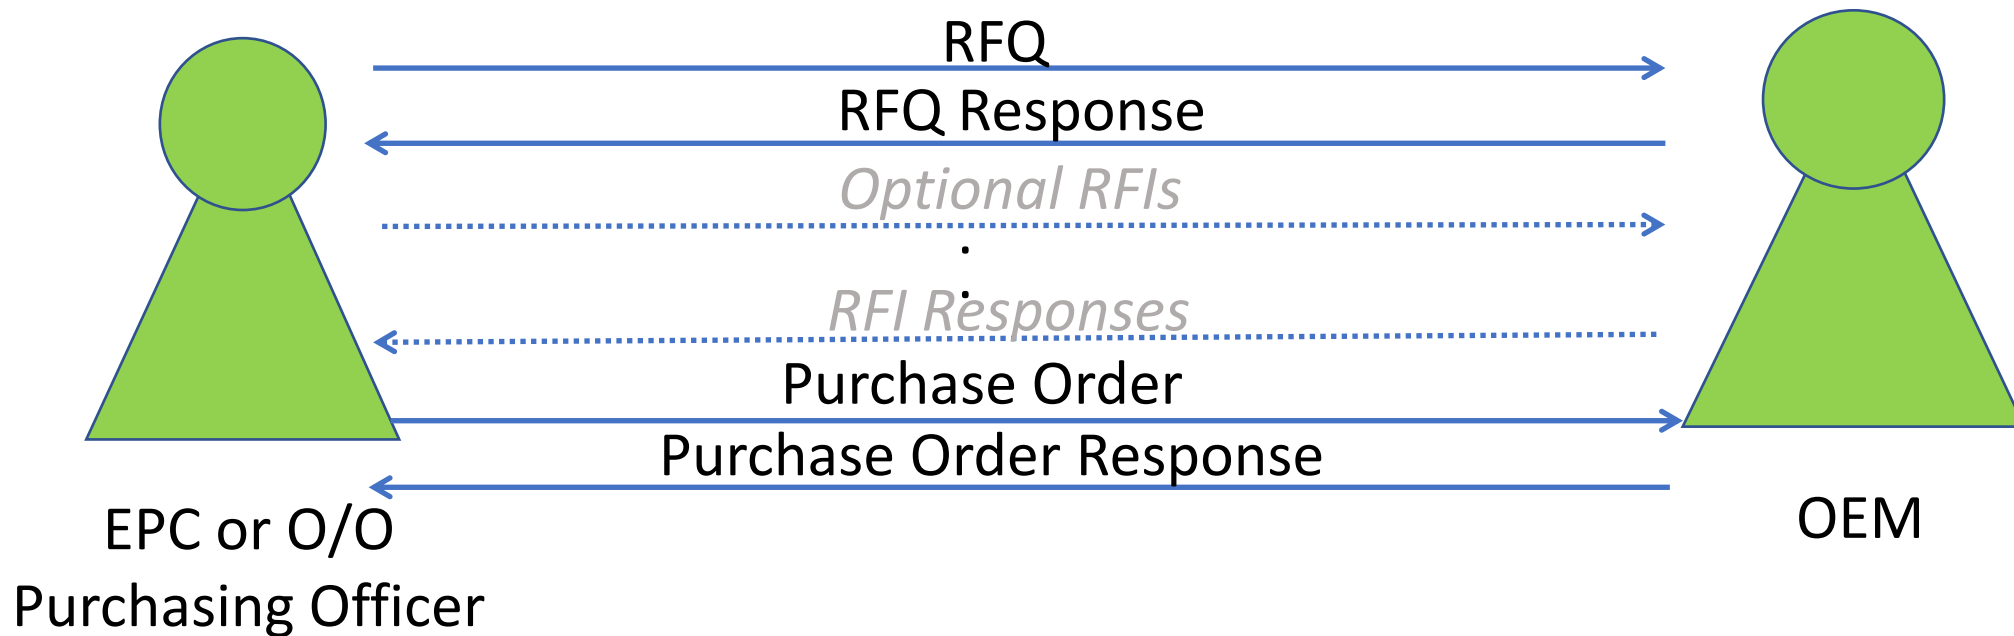 RFQ
RFQ Response
Optional RFIs
.
.
RFI Responses
Purchase Order
Purchase Order Response
EPC or O/O
Purchasing Officer
OEM